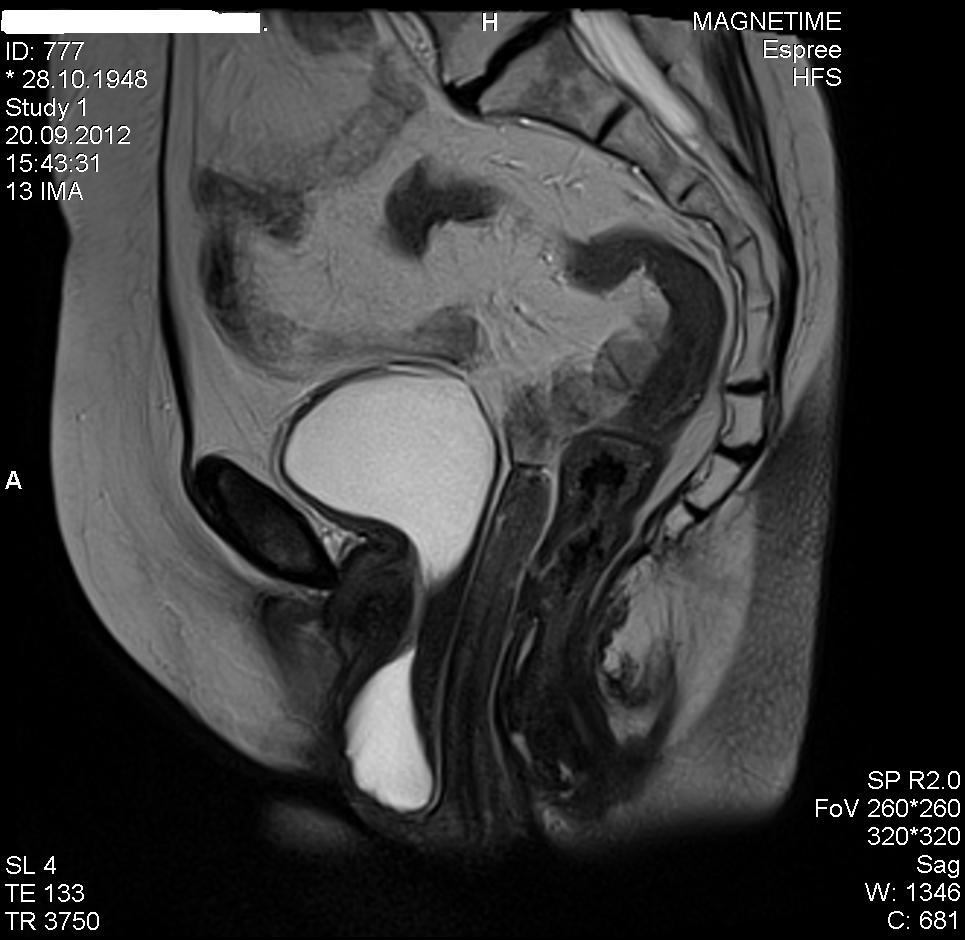 .
H
MAGNETIME
ID: 777
Espree
* 28.10.1948
HFS
Study 1
20.09.2012
15:43:31
13 IMA
A
SP R2.0
FoV 260*260
320*320
SL 4
Sag
TE 133
W: 1346
TR 3750
C: 681